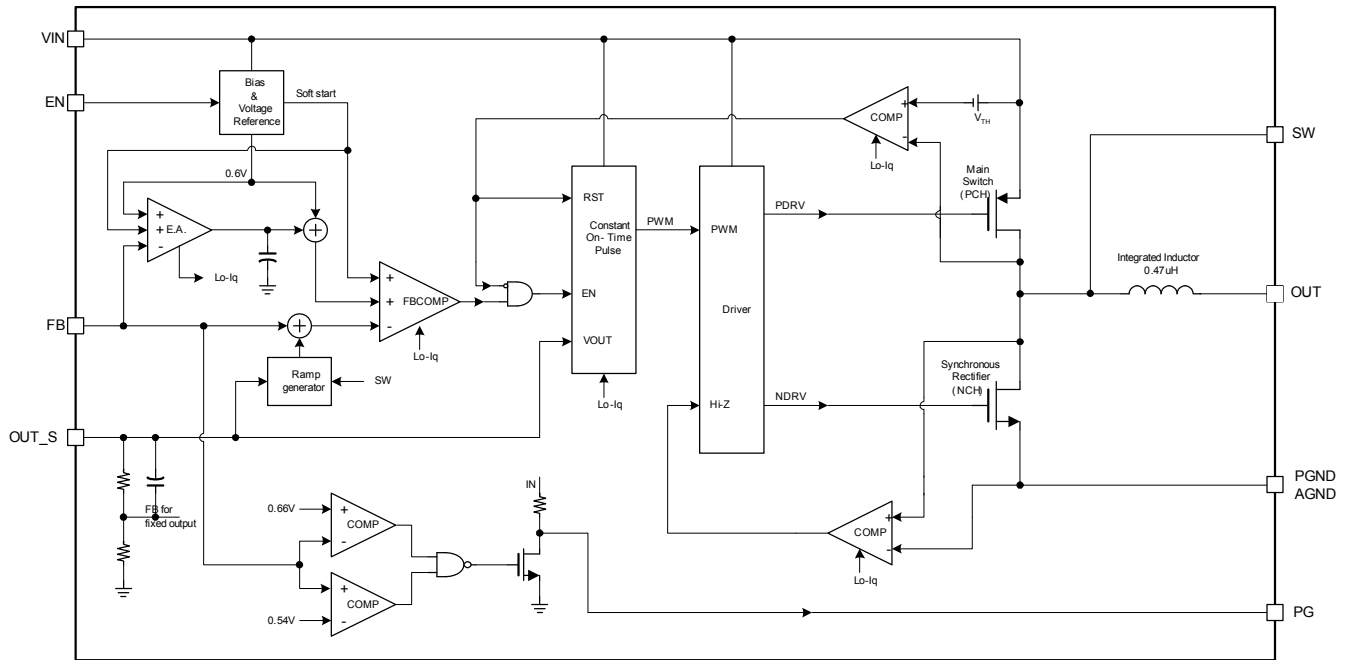 VIN
EN
Bias
&
Voltage
Reference
Soft start
0.6V
+
+
-
E.A.
Lo-Iq
+
+
+
-
FBCOMP
Lo-Iq
FB
+
Ramp
generator
SW
OUT_S
FB for
fixed output
0.66V
+
-
COMP
+
-
COMP
0.54V
IN
RST
Constant
On- Time
Pulse
EN
VOUT
Lo-Iq
PWM
PWM
Driver
Hi-Z
PDRV
NDRV
+
-
COMP
Lo-Iq
VTH
Main
Switch
(PCH)
Synchronous
Rectifier
(NCH)
+
-
COMP
Lo-Iq
Integrated Inductor
0.47uH
SW
OUT
PGND
AGND
PG